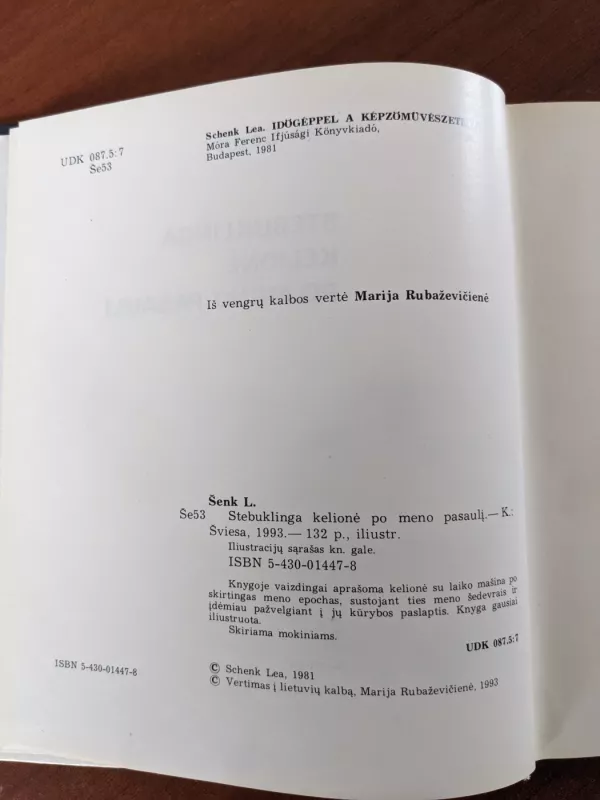 UDK 087.5:7
Še53
Schenk Lea. IDÖGÉPPEL A KÉPZÖMŰVÉSZETI
Móra Ferenc Ifjúsági Könyvkiadó,
Budapest, 1981
Iš vengrų kalbos vertė Marija Rubaževičienė
Šenk L.
Še53 Stebuklinga kelionė po meno pasaulį.— K.:
Šviesa, 1993.— 132 p., iliustr.
Iliustracijų sąrašas kn. gale.
ISBN 5-430-01447-8
Knygoje vaizdingai aprašoma kelionė su laiko mašina po
skirtingas meno epochas, sustojant ties meno šedevrais ir
įdėmiau pažvelgiant į jų kūrybos paslaptis. Knyga gausiai
iliustruota.
Skiriama mokiniams.
UDK 087.5:7
ISBN 5-430-01447-8
© Schenk Lea, 1981
© Vertimas į lietuvių kalbą, Marija Rubaževičienė, 1993